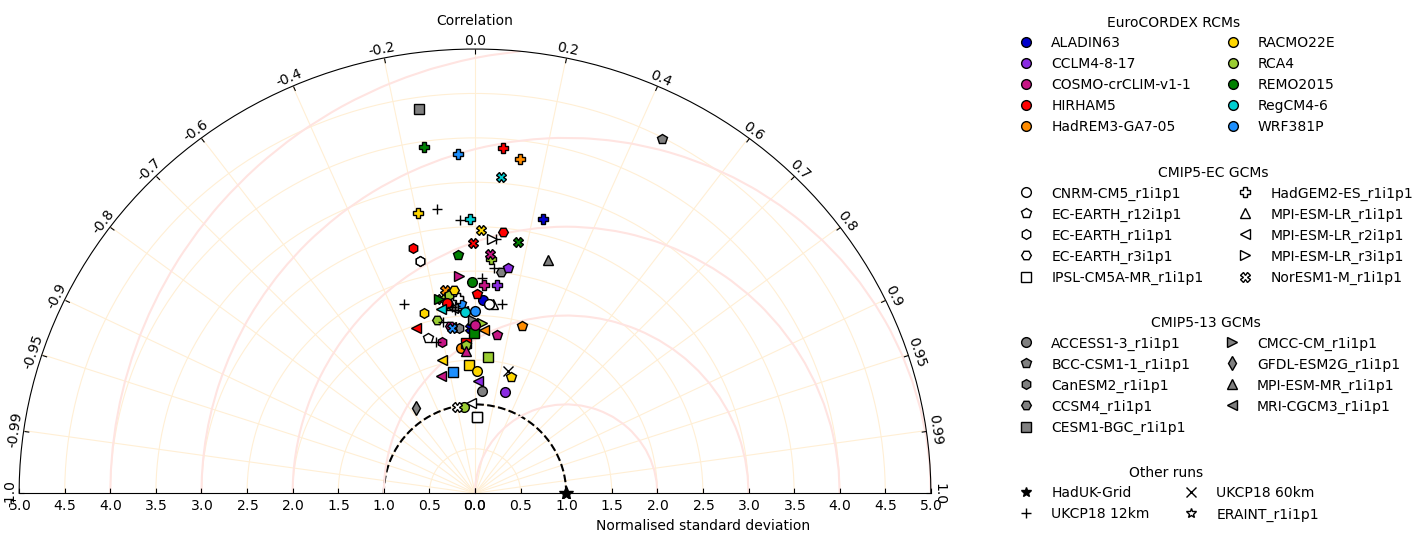 Correlation
-0.2
0.0
0.2
-0.4
0.4
-0.6
0.6
-0.7
0.7
-0.8
0.8
-0.9
0.9
-0.95
0.95
-0.99
0.99
-1.0
1.0
5.0 4.5 4.0 3.5 3.0 2.5 2.0 1.5 1.0 0.5 0.0 0.5 1.0 1.5 2.0 2.5 3.0 3.5 4.0 4.5 5.0
Normalised standard deviation
EuroCORDEX RCMs
ALADIN63 RACMO22E
CCLM4-8-17 RCA4
COSMO-crCLIM-v1-1 REMO2015
HIRHAM5 RegCM4-6
HadREM3-GA7-05 WRF381P
CMIP5-EC GCMs
CNRM-CM5_r1i1p1 HadGEM2-ES_r1i1p1
EC-EARTH_r12i1p1 MPI-ESM-LR_r1i1p1
EC-EARTH_r1i1p1 MPI-ESM-LR_r2i1p1
EC-EARTH_r3i1p1 MPI-ESM-LR_r3i1p1
IPSL-CM5A-MR_r1i1p1 NorESM1-M_r1i1p1
CMIP5-13 GCMs
ACCESS1-3_r1i1p1 CMCC-CM_r1i1p1
BCC-CSM1-1_r1i1p1 GFDL-ESM2G_r1i1p1
CanESM2_r1i1p1 MPI-ESM-MR_r1i1p1
CCSM4_r1i1p1 MRI-CGCM3_r1i1p1
CESM1-BGC_r1i1p1
Other runs
HadUK-Grid UKCP18 60km
UKCP18 12km ERAINT_r1i1p1